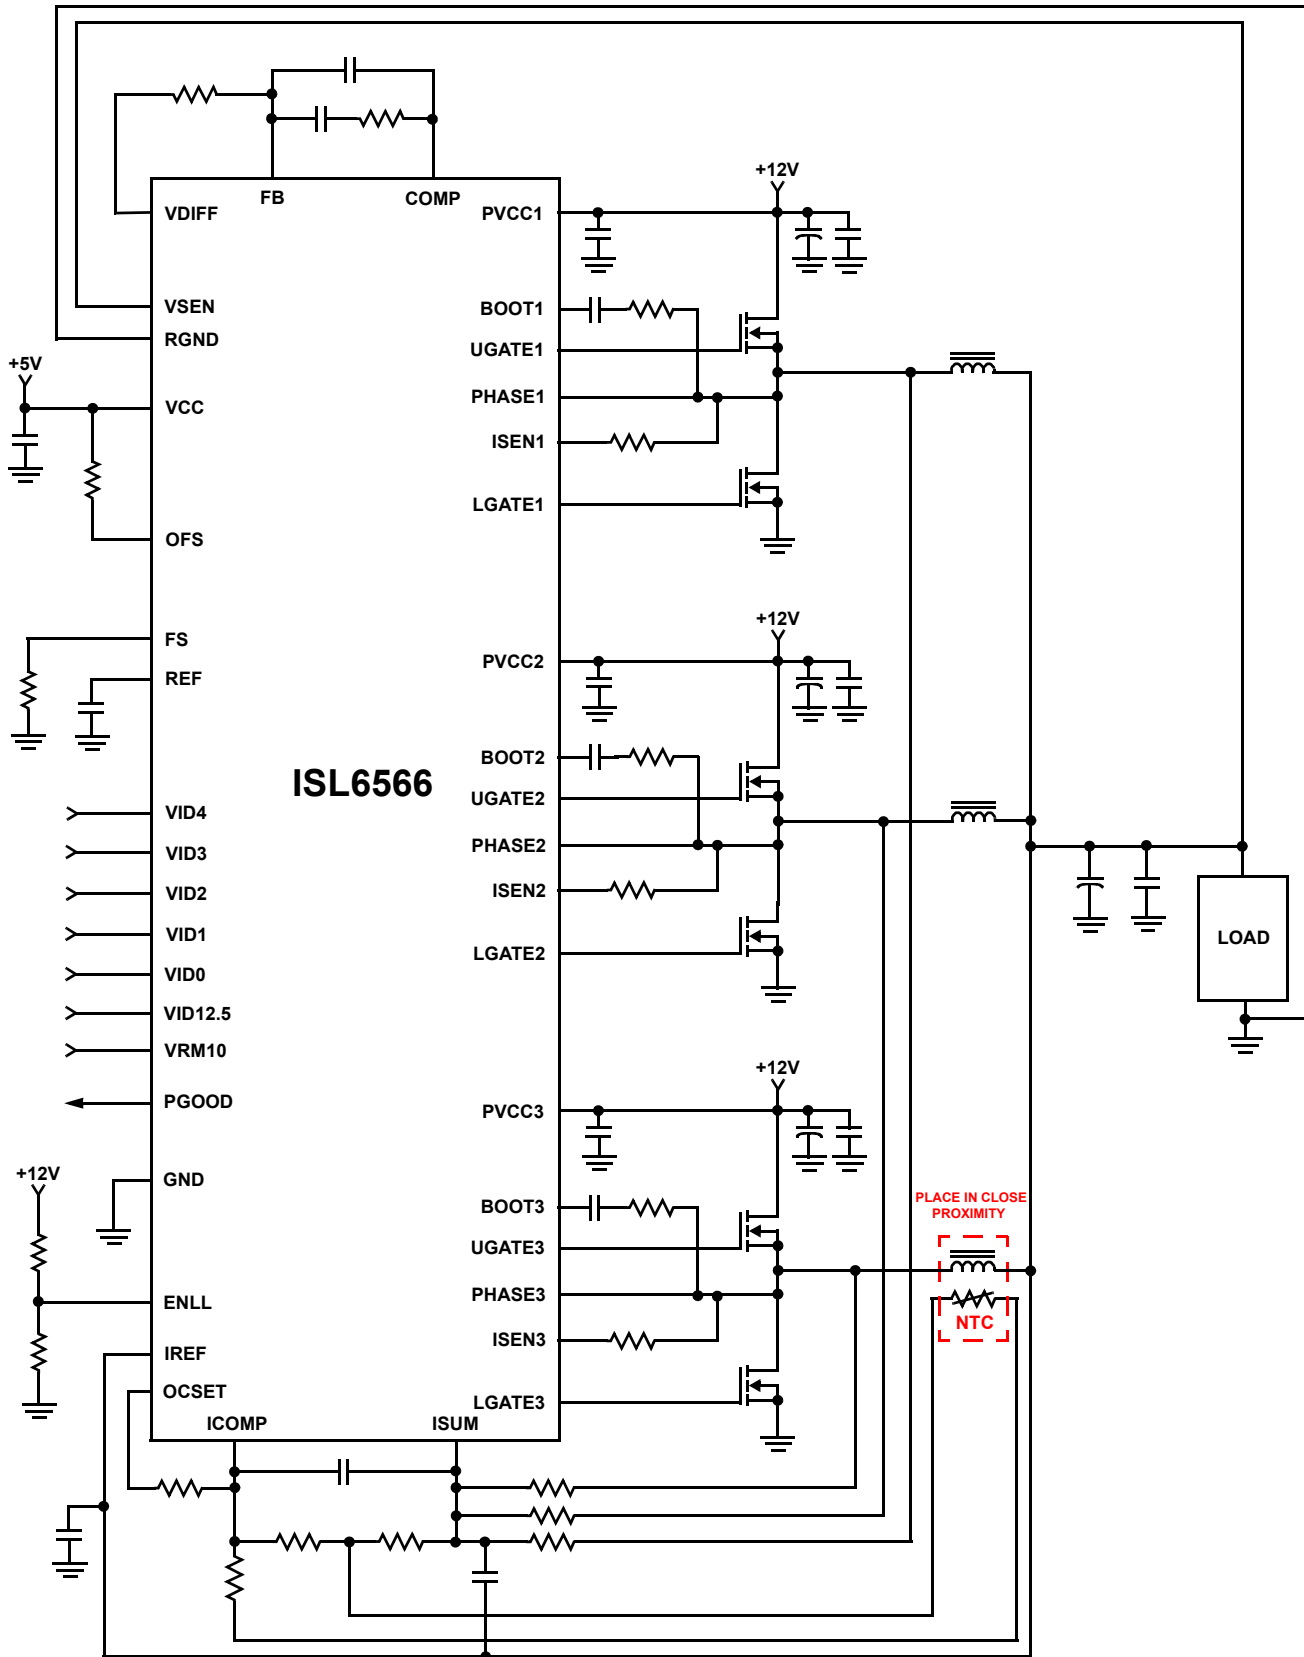 +12V
FB
COMP
VDIFF
PVCC1
VSEN
BOOT1
RGND
UGATE1
+5V
PHASE1
VCC
ISEN1
LGATE1
OFS
+12V
FS
PVCC2
REF
BOOT2
ISL6566
UGATE2
VID4
PHASE2
VID3
ISEN2
VID2
VID1
LGATE2
LOAD
VID0
VID12.5
VRM10
+12V
PGOOD
PVCC3
+12V
GND
PLACE IN CLOSE
PROXIMITY
BOOT3
UGATE3
PHASE3
ENLL
NTC
ISEN3
IREF
OCSET
LGATE3
ICOMP
ISUM